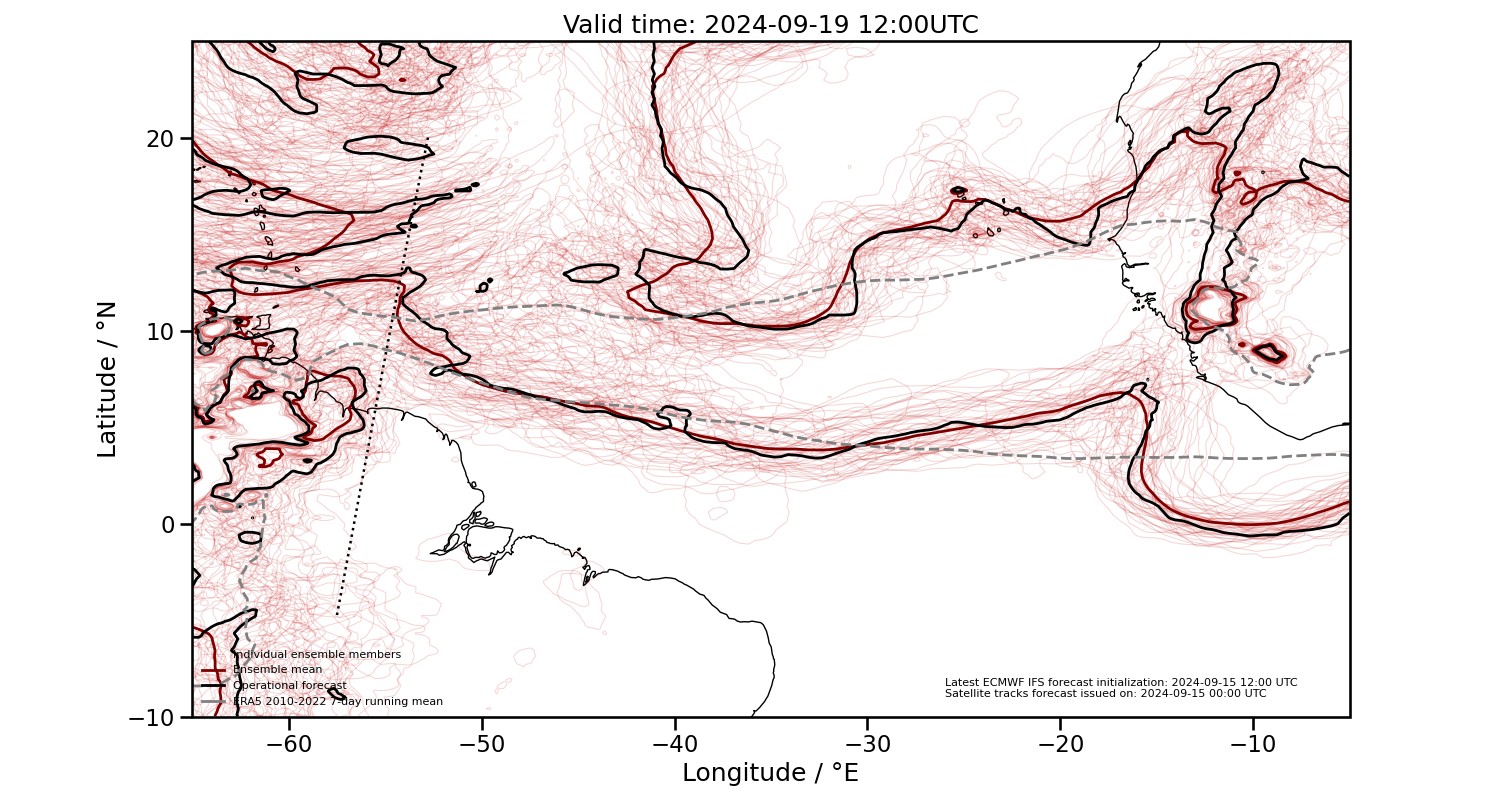 Valid time: 2024-09-19 12:00UTC
Latitude / °N
20
10
0
−10
Individual ensemble members
Ensemble mean
Operational forecast
ERA5 2010-2022 7-day running mean
Latest ECMWF IFS forecast initialization: 2024-09-15 12:00 UTC
Satellite tracks forecast issued on: 2024-09-15 00:00 UTC
−60
−50
−40
−30
−20
−10
Longitude / °E